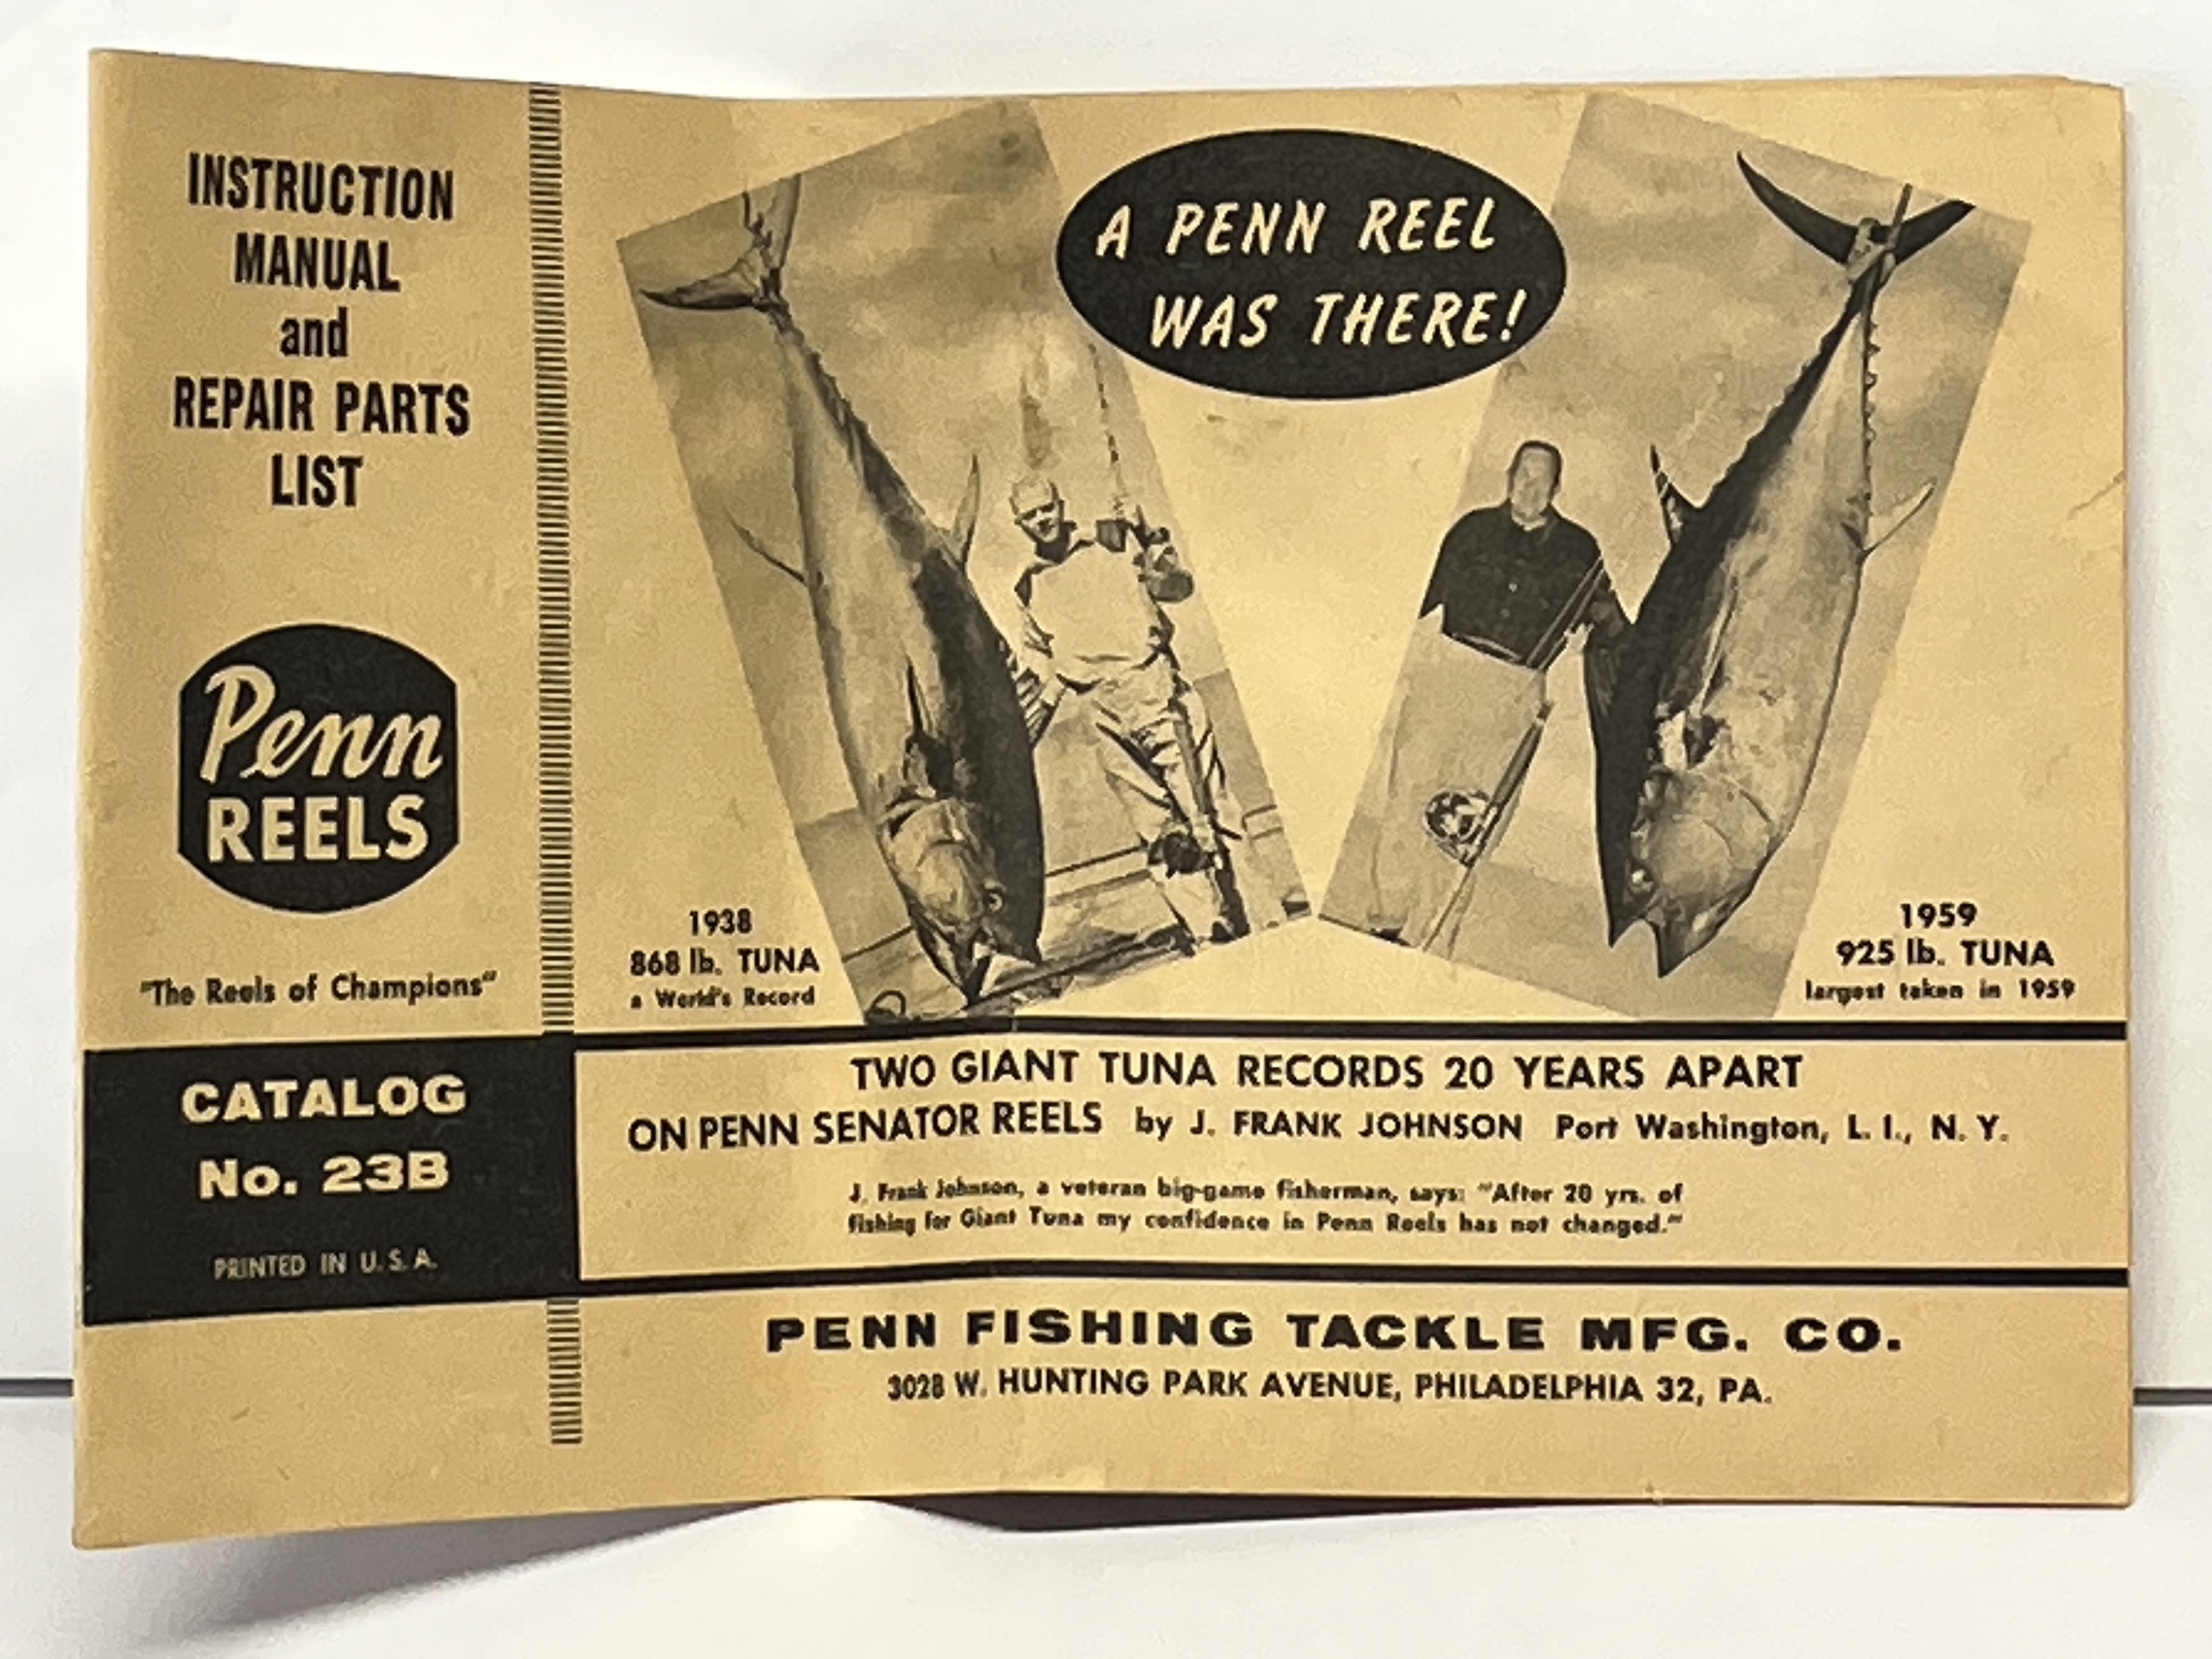 INSTRUCTION
MANUAL
and
REPAIR PARTS
LIST
Penn
REELS
"The Reels of Champions"
CATALOG
No. 23B
PRINTED IN U.S.A.
A PENN REEL
WAS THERE!
1938
868 lb. TUNA
a World's Record
1959
925 lb. TUNA
largest taken in 1959
TWO GIANT TUNA RECORDS 20 YEARS APART
ON PENN SENATOR REELS by J. FRANK JOHNSON Port Washington, L. I., N. Y.
J. Frank Johnson, a veteran big-game fisherman, says: "After 20 yrs. of
fishing for Giant Tuna my confidence in Penn Reels has not changed."
PENN FISHING TACKLE MFG. CO.
3028 W. HUNTING PARK AVENUE, PHILADELPHIA 32, PA.